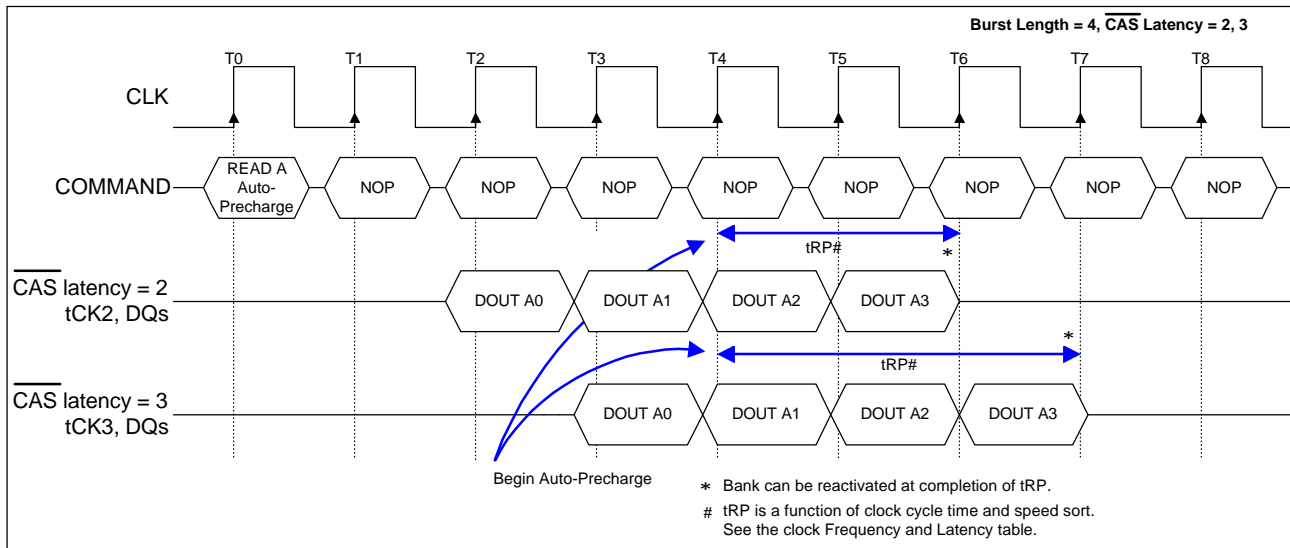 Burst Length = 4, CAS Latency = 2, 3
T0 T1 T2 T3 T4 T5 T6 T7 T8
CLK
COMMAND
READ A
Auto-
Precharge
NOP NOP NOP NOP NOP NOP NOP NOP
tRP#
*
CAS latency = 2
tCK2, DQs
DOUT A0 DOUT A1 DOUT A2 DOUT A3
*
tRP#
CAS latency = 3
tCK3, DQs
DOUT A0 DOUT A1 DOUT A2 DOUT A3
Begin Auto-Precharge
* Bank can be reactivated at completion of tRP.
# tRP is a function of clock cycle time and speed sort.
See the clock Frequency and Latency table.